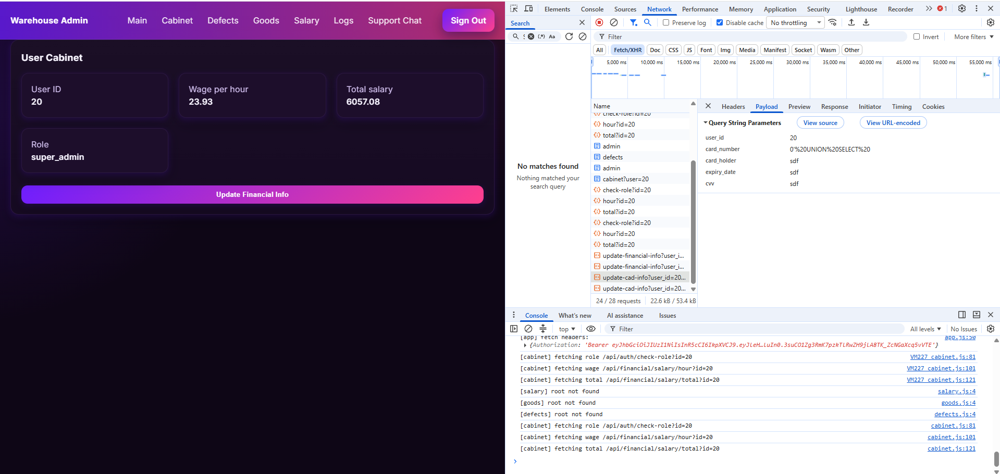 Warehouse Admin
Main
Cabinet
Defects
Goods
Salary
Logs
Support Chat
Sign Out
User Cabinet
User ID
20
Wage per hour
23.93
Total salary
6057.08
Role
super_admin
Update Financial Info
Elements
Console
Sources
Network
Performance
Memory
Application
Security
Lighthouse
Recorder
1
Search
Preserve log
Disable cache
No throttling
(.*)
Aa
Filter
Invert
More filters
All
Fetch/XHR
Doc
CSS
JS
Font
Img
Media
Manifest
Socket
Wasm
Other
5,000 ms
10,000 ms
15,000 ms
20,000 ms
25,000 ms
30,000 ms
35,000 ms
40,000 ms
45,000 ms
50,000 ms
55,000 ms
No matches found
Nothing matched your
search query
Name
check-role?id=20
hour?id=20
total?id=20
admin
defects
admin
cabinet?user=20
check-role?id=20
hour?id=20
total?id=20
check-role?id=20
hour?id=20
total?id=20
update-financial-info?user_i...
update-financial-info?user_i...
update-cad-info?user_id=20...
update-cad-info?user_id=20...
24 / 28 requests
22.6 kB / 53.4 kB
Headers
Payload
Preview
Response
Initiator
Timing
Cookies
Query String Parameters
View source
View URL-encoded
user_id 20
card_number 0'%20UNION%20SELECT%20
card_holder sdf
expiry_date sdf
cvv sdf
Console
What's new
AI assistance
Issues
top
Filter
All levels
No Issues
[app] fetch headers: app.js:50
{Authorization: 'Bearer eyJhbGciOiJIUzI1NiIsInR5cCI6IkpXVCJ9.eyJleH…luIn0.3suCO1Zg3RmK7pzkTlRwZH9jlA8TK_ZcNGaXcq5vVTE'}
[cabinet] fetching role /api/auth/check-role?id=20 VM227 cabinet.js:81
[cabinet] fetching wage /api/financial/salary/hour?id=20 VM227 cabinet.js:101
[cabinet] fetching total /api/financial/salary/total?id=20 VM227 cabinet.js:121
[salary] root not found salary.js:4
[goods] root not found goods.js:4
[defects] root not found defects.js:4
[cabinet] fetching role /api/auth/check-role?id=20 cabinet.js:81
[cabinet] fetching wage /api/financial/salary/hour?id=20 cabinet.js:101
[cabinet] fetching total /api/financial/salary/total?id=20 cabinet.js:121